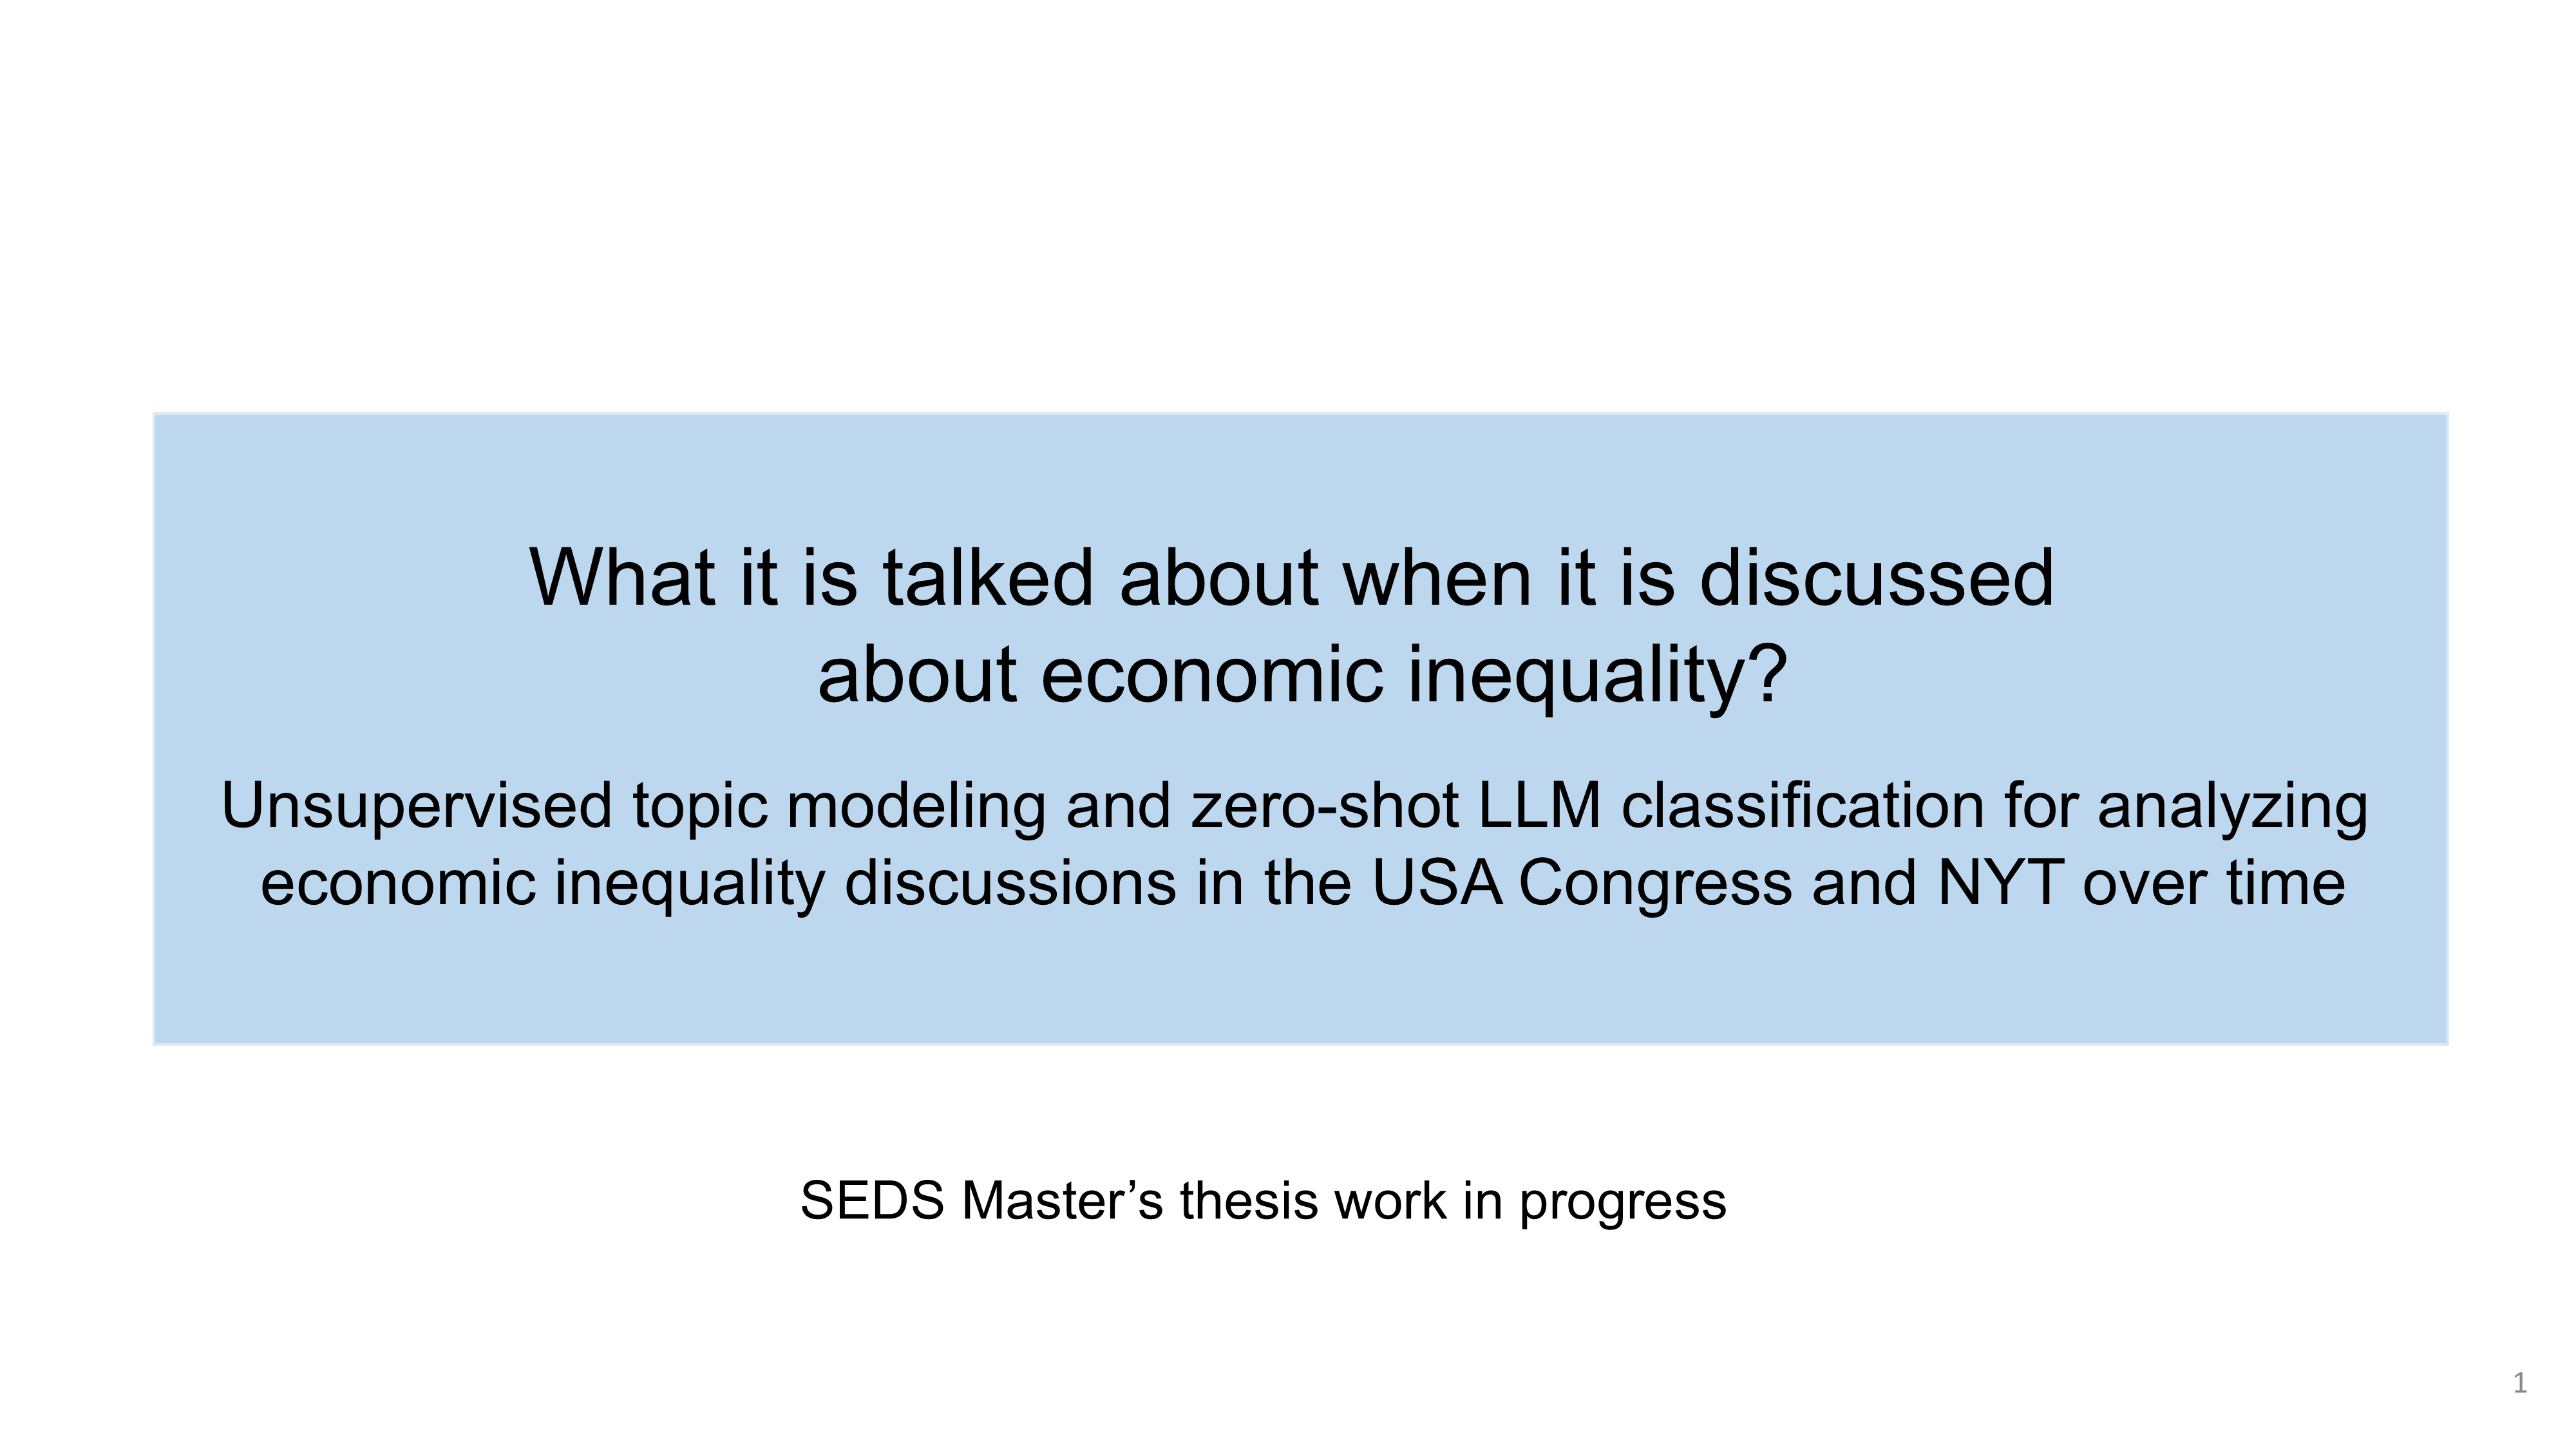 What it is talked about when it is discussed
about economic inequality?
Unsupervised topic modeling and zero-shot LLM classification for analyzing
economic inequality discussions in the USA Congress and NYT over time
SEDS Master’s thesis work in progress
1